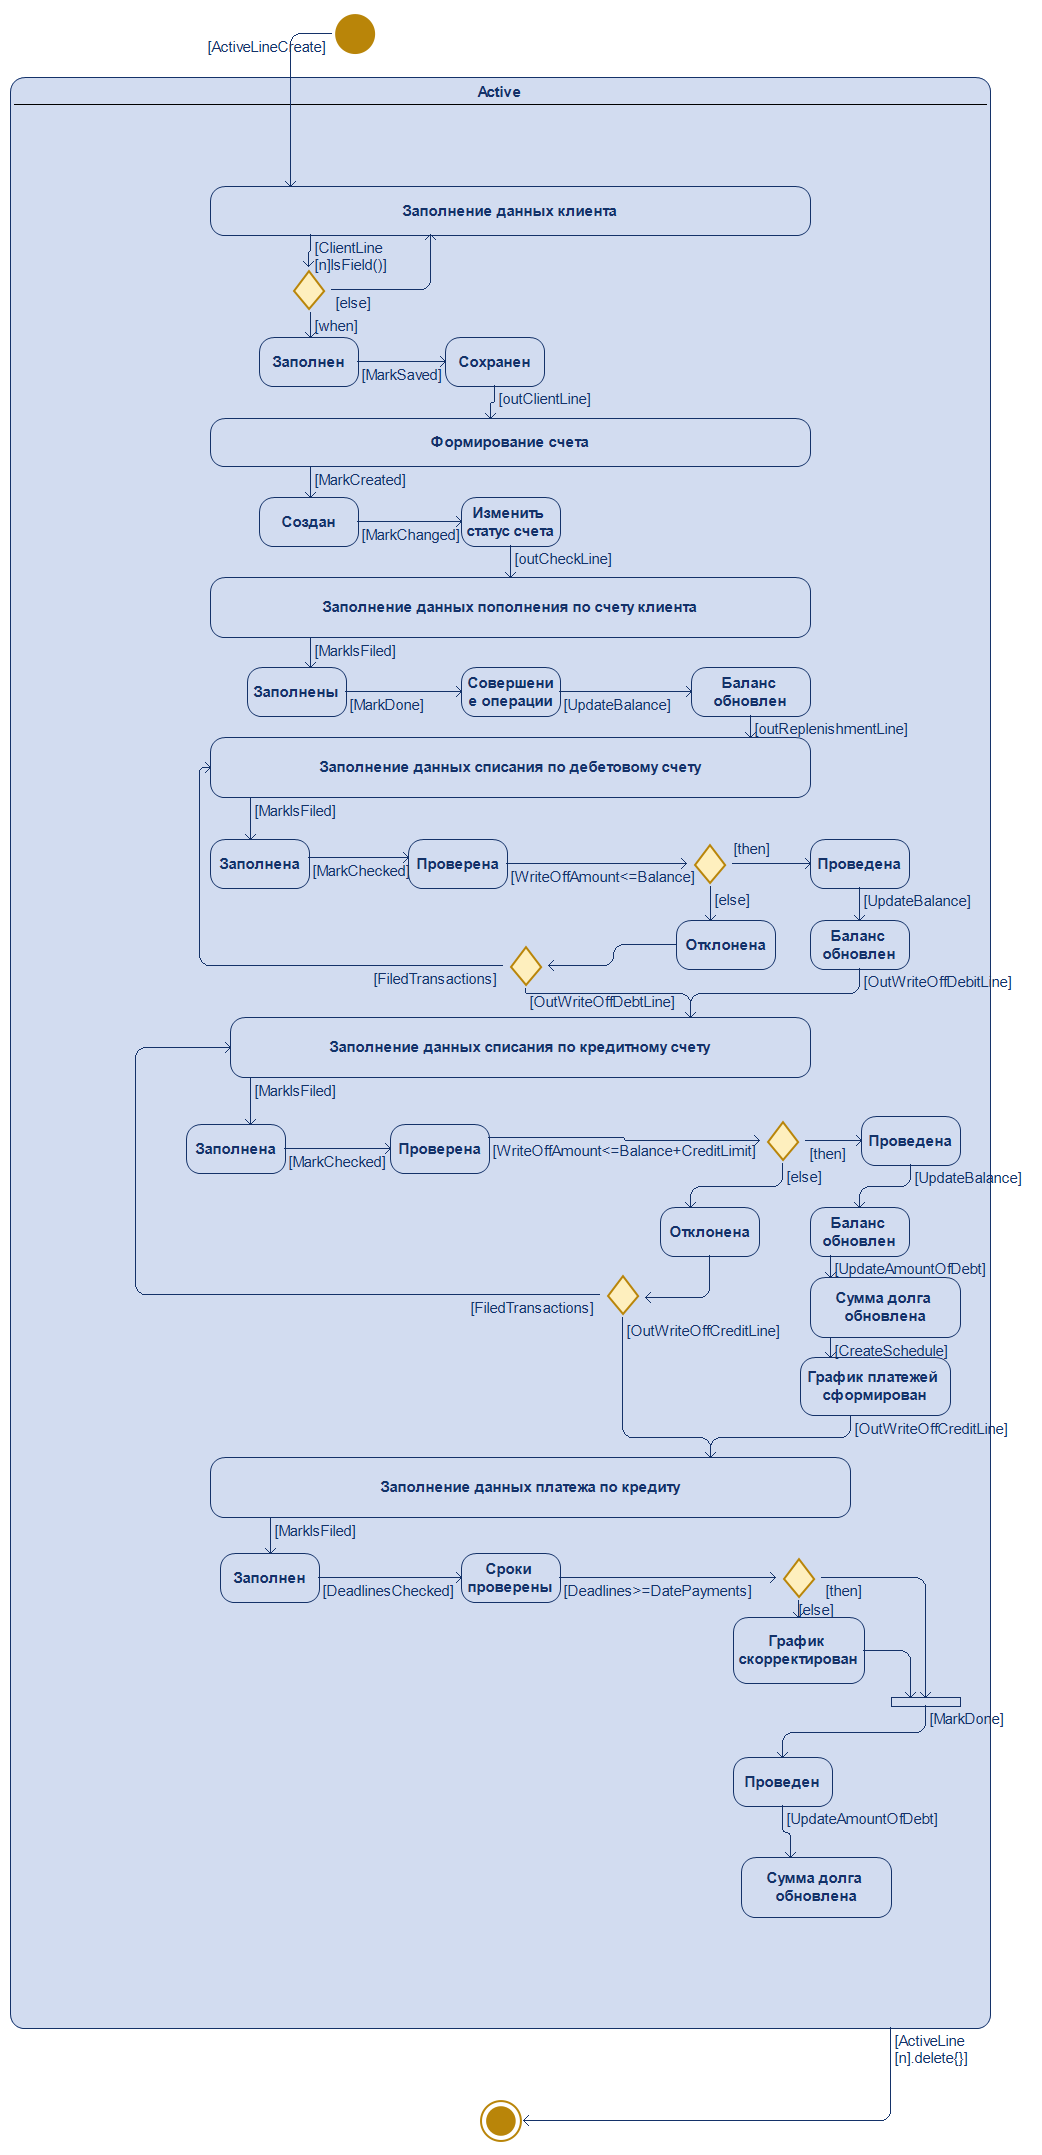 [ActiveLineCreate]
Active
Заполнение данных клиента
[ClientLine
[n]IsField()]
[else]
[when]
Заполнен
[MarkSaved]
Сохранен
[outClientLine]
Формирование счета
[MarkCreated]
Создан
[MarkChanged]
Изменить
статус счета
[outCheckLine]
Заполнение данных пополнения по счету клиента
[MarkIsFiled]
Заполнены
[MarkDone]
Совершени
е операции
[UpdateBalance]
Баланс
обновлен
[outReplenishmentLine]
Заполнение данных списания по дебетовому счету
[MarkIsFiled]
Заполнена
[MarkChecked]
Проверена
[WriteOffAmount<=Balance]
[then]
Проведена
[else]
[UpdateBalance]
Отклонена
Баланс
обновлен
[FiledTransactions]
[OutWriteOffDebtLine]
[OutWriteOffDebitLine]
Заполнение данных списания по кредитному счету
[MarkIsFiled]
Заполнена
[MarkChecked]
Проверена
[WriteOffAmount<=Balance+CreditLimit]
[then]
Проведена
[else]
[UpdateBalance]
Отклонена
Баланс
обновлен
[UpdateAmountOfDebt]
Сумма долга
обновлена
[FiledTransactions]
[OutWriteOffCreditLine]
[CreateSchedule]
График платежей
сформирован
[OutWriteOffCreditLine]
Заполнение данных платежа по кредиту
[MarkIsFiled]
Заполнен
[DeadlinesChecked]
Сроки
проверены
[Deadlines>=DatePayments]
[then]
[else]
График
скорректирован
[MarkDone]
Проведен
[UpdateAmountOfDebt]
Сумма долга
обновлена
[ActiveLine
[n].delete{}]